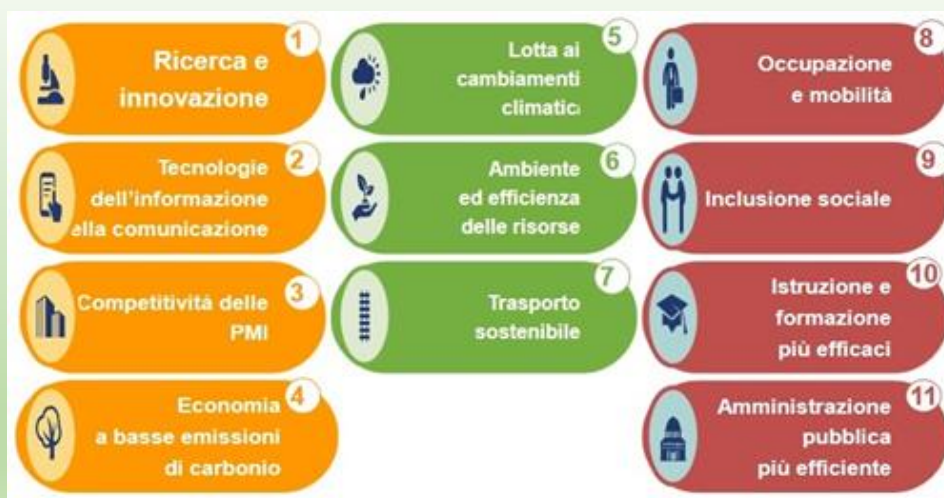 1
Ricerca e
innovazione
2
Tecnologie
dell'informazione
ella comunicazione
3
Competitività delle
PMI
4
Economia
a basse emissioni
di carbonio
5
Lotta ai
cambiamenti
climatici
6
Ambiente
ed efficienza
delle risorse
7
Trasporto
sostenibile
8
Occupazione
e mobilità
9
Inclusione sociale
10
Istruzione e
formazione
più efficaci
11
Amministrazione
pubblica
più efficiente